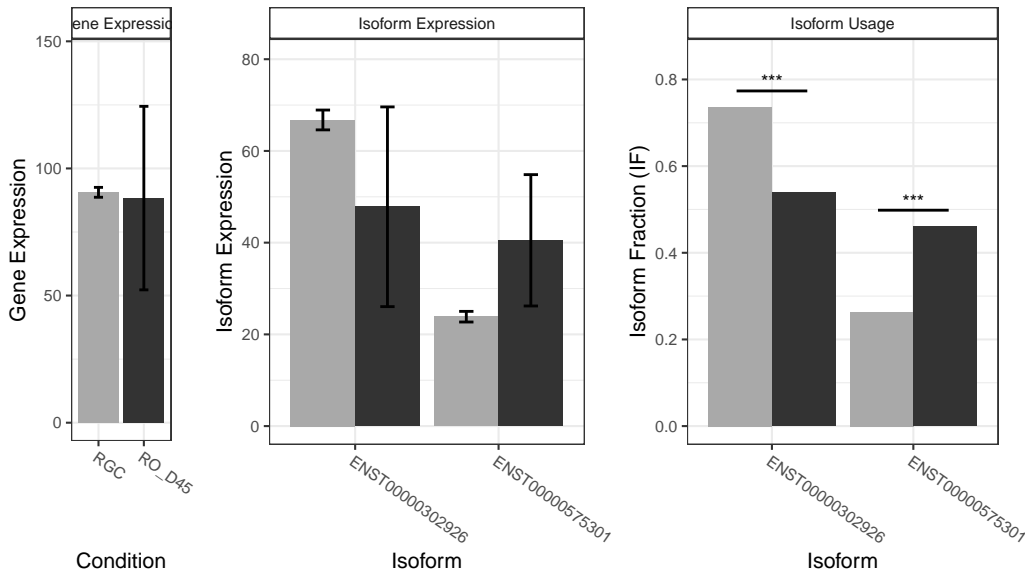 ene Expressio
Gene Expression
150
100
50
0
RGC
RO_D45
Condition
Isoform Expression
Isoform Expression
80
60
40
20
0
ENST00000302926
ENST00000575301
Isoform
Isoform Usage
Isoform Fraction (IF)
0.8
0.6
0.4
0.2
0.0
***
***
ENST00000302926
ENST00000575301
Isoform